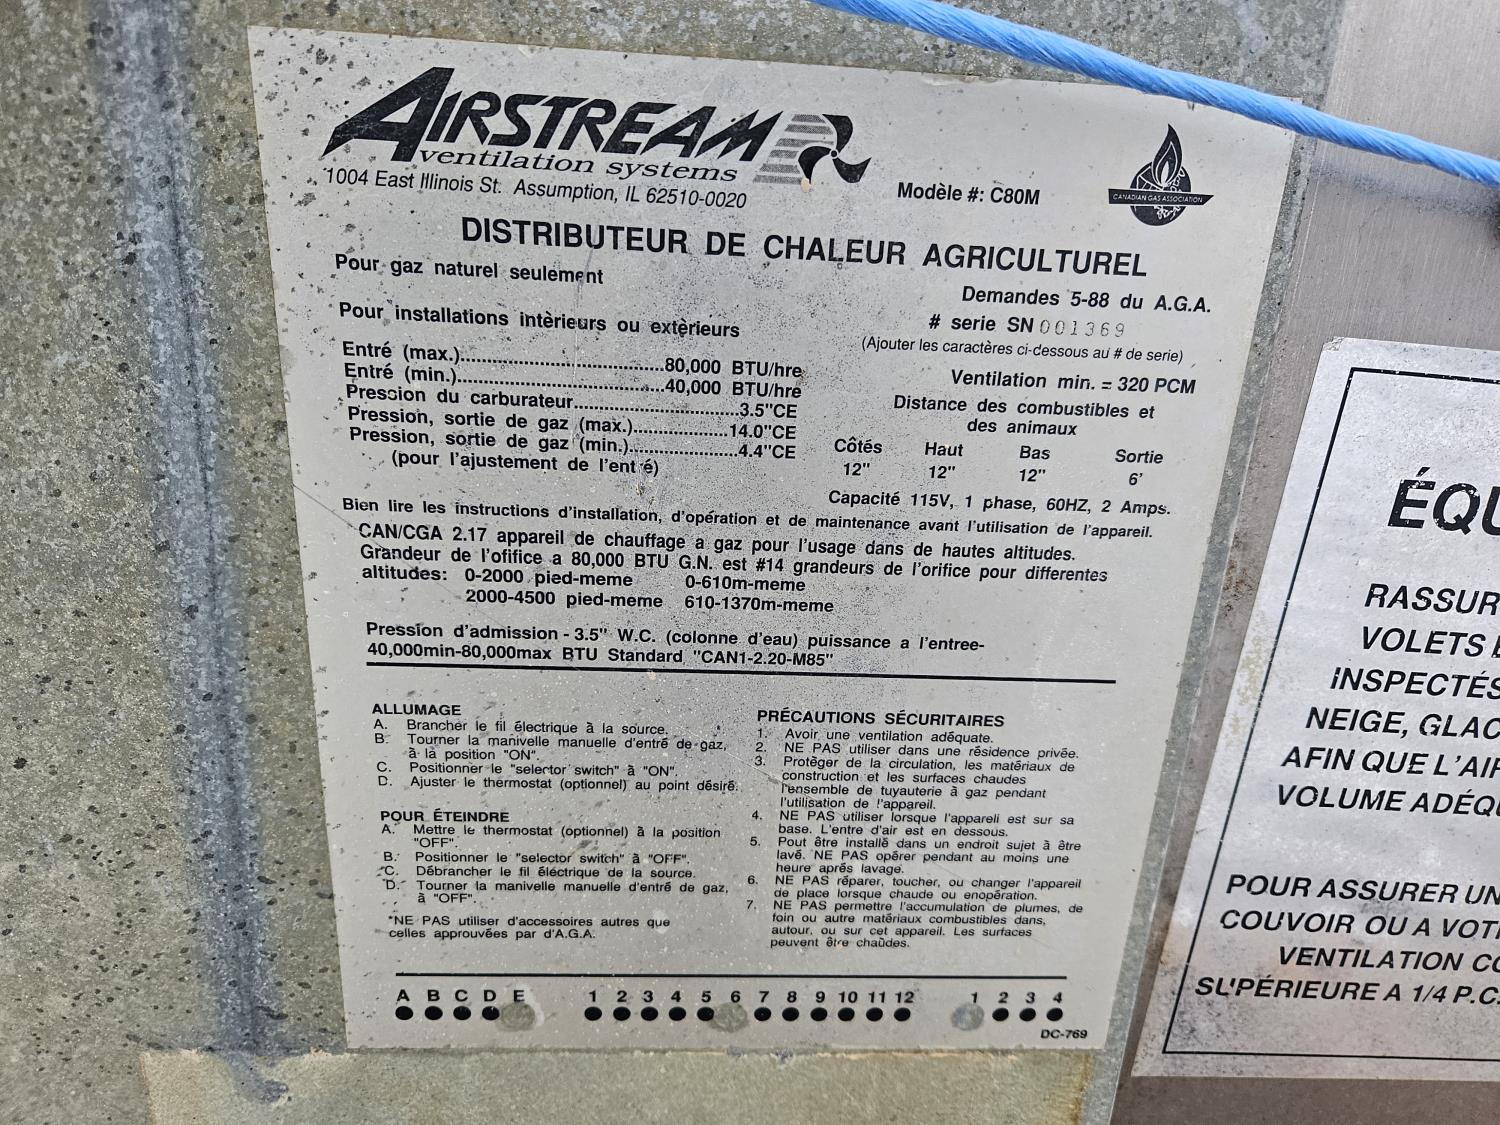 AIRSTREAM
ventilation systems
1004 East Illinois St. Assumption, IL 62510-0020
Modèle #: C80M
CANADIAN GAS ASSOCIATION
DISTRIBUTEUR DE CHALEUR AGRICULTUREL
Pour gaz naturel seulement
Demandes 5-88 du A.G.A.
Pour installations intèrieurs ou extèrieurs
# serie SN 001369
(Ajouter les caractères ci-dessous au # de serie)
Entré (max.)...............................80,000 BTU/hre
Entré (min.)................................40,000 BTU/hre
Pression du carburateur.........................3.5"CE
Pression, sortie de gaz (max.)...............14.0"CE
Pression, sortie de gaz (min.).................4.4"CE
(pour l'ajustement de l'entré)
Ventilation min. = 320 PCM
Distance des combustibles et
des animaux
Côtés Haut Bas Sortie
12" 12" 12" 6'
Capacité 115V, 1 phase, 60HZ, 2 Amps.
Bien lire les instructions d'installation, d'opération et de maintenance avant l'utilisation de l'appareil.
CAN/CGA 2.17 appareil de chauffage a gaz pour l'usage dans de hautes altitudes.
Grandeur de l'ofifice a 80,000 BTU G.N. est #14 grandeurs de l'orifice pour differentes
altitudes: 0-2000 pied-meme 0-610m-meme
2000-4500 pied-meme 610-1370m-meme
Pression d'admission - 3.5" W.C. (colonne d'eau) puissance a l'entree-
40,000min-80,000max BTU Standard "CAN1-2.20-M85"
ALLUMAGE
A. Brancher le fil électrique à la source.
B. Tourner la manivelle manuelle d'entré de gaz,
à la position "ON".
C. Positionner le "selector switch" à "ON".
D. Ajuster le thermostat (optionnel) au point désiré.
POUR ÉTEINDRE
A. Mettre le thermostat (optionnel) à la position
"OFF".
B. Positionner le "selector switch" à "OFF".
C. Débrancher le fil éléctrique de la source.
D. Tourner la manivelle manuelle d'entré de gaz,
à "OFF".
*NE PAS utiliser d'accessoires autres que
celles approuvées par d'A.G.A.
PRÉCAUTIONS SÉCURITAIRES
1. Avoir une ventilation adéquate.
2. NE PAS utiliser dans une résidence privée.
3. Protèger de la circulation, les matériaux de
construction et les surfaces chaudes
l'ensemble de tuyauterie à gaz pendant
l'utilisation de l'appareil.
4. NE PAS utiliser lorsque l'appareli est sur sa
base. L'entre d'air est en dessous.
5. Pout être installé dans un endroit sujet à être
lavé. NE PAS opérer pendant au moins une
heure aprés lavage.
6. NE PAS réparer, toucher, ou changer l'appareil
de place lorsque chaude ou enopération.
7. NE PAS permettre l'accumulation de plumes, de
foin ou autre matériaux combustibles dans,
autour, ou sur cet appareil. Les surfaces
peuvent être chaudes.
A B C D E 1 2 3 4 5 6 7 8 9 10 11 12 1 2 3 4
DC-769
ÉQU
RASSUR
VOLETS
INSPECTÉS
NEIGE, GLAC
AFIN QUE L'AIR
VOLUME ADÉQU
POUR ASSURER UN
COUVOIR OU A VOT
VENTILATION CO
SUPÉRIEURE A 1/4 P.C.